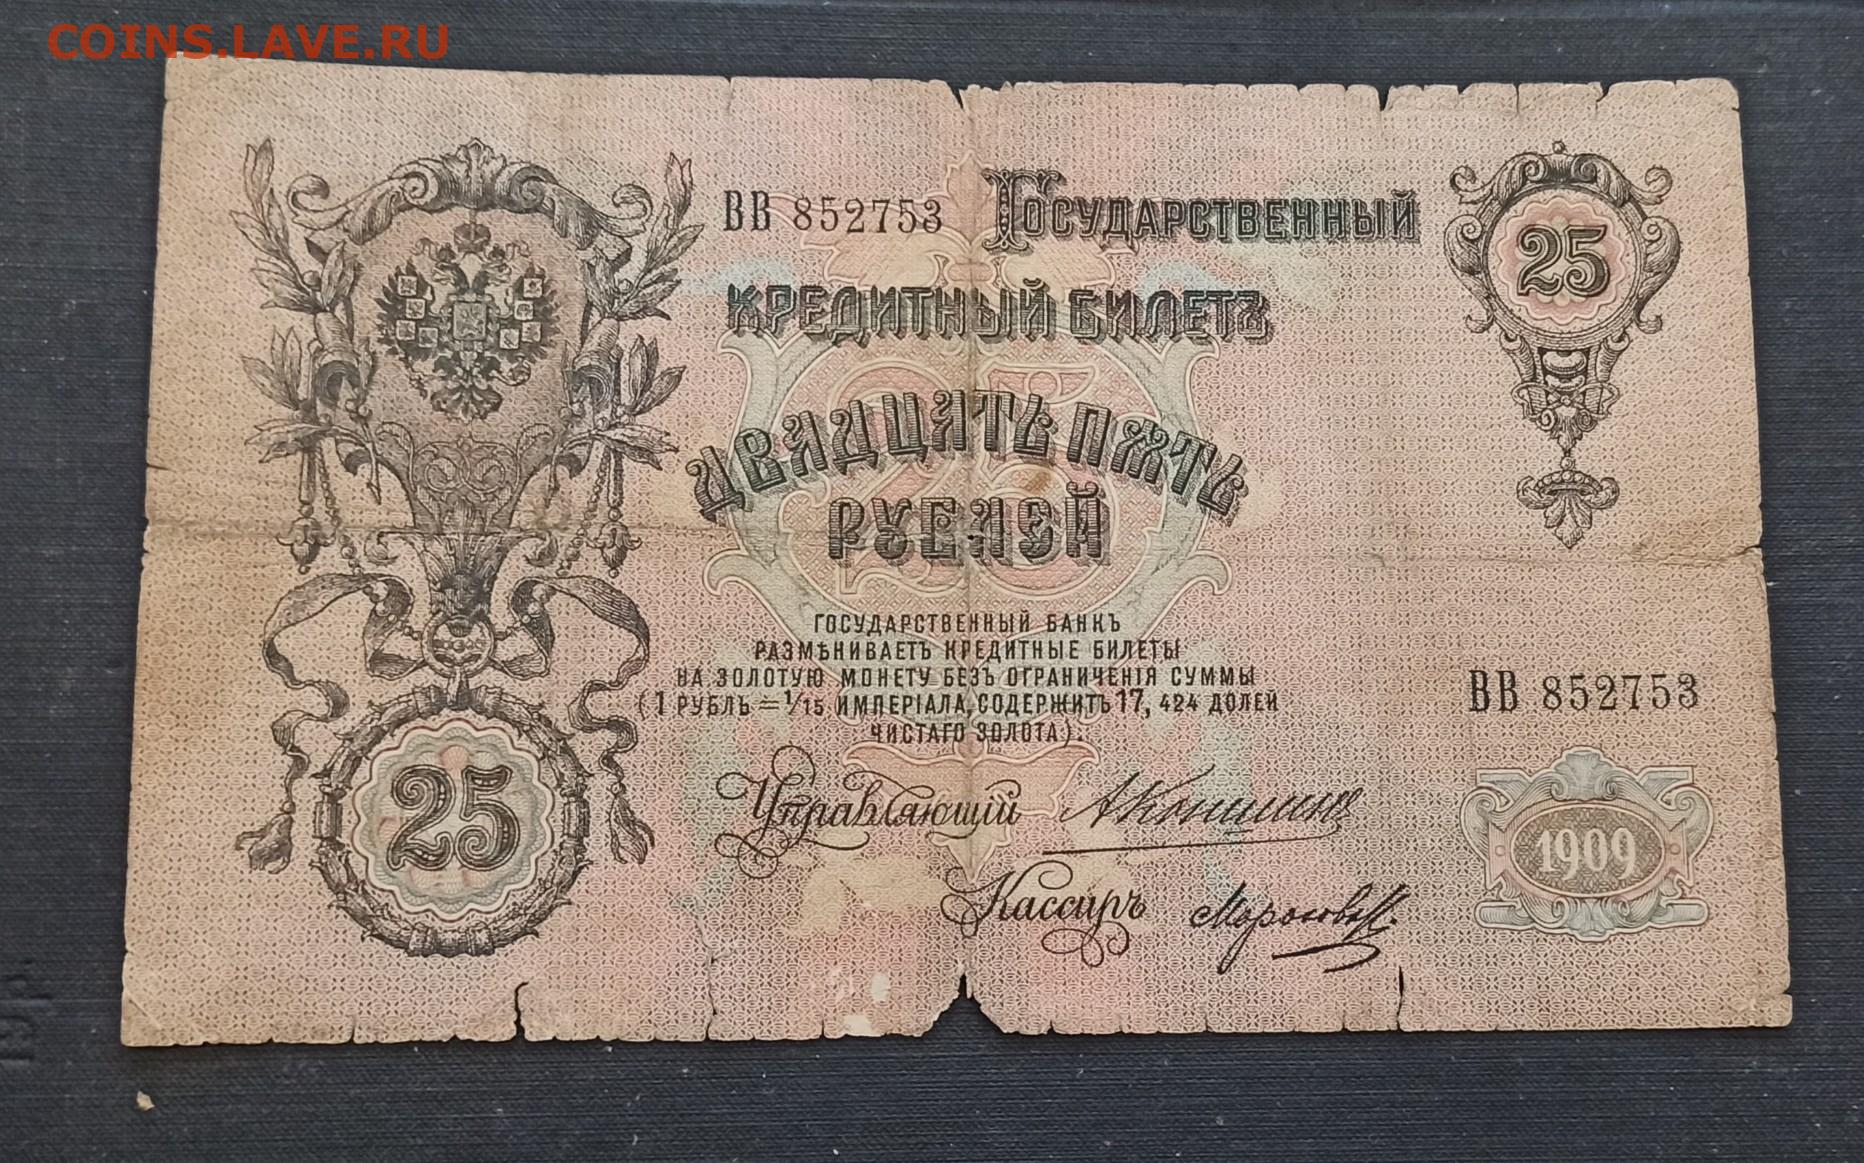 COINS.LAVE.RU
ВВ 852753
Государственный
25
КРЕДИТНЫЙ БИЛЕТЪ
25
ДВАДЦАТЬ ПЯТЬ
РУБЛЕЙ
ГОСУДАРСТВЕННЫЙ БАНКЪ
РАЗМѢНИВАЕТЪ КРЕДИТНЫЕ БИЛЕТЫ
НА ЗОЛОТУЮ МОНЕТУ БЕЗЪ ОГРАНИЧЕНІЯ СУММЫ
(1 РУБЛЬ = 1/15 ИМПЕРІАЛА, СОДЕРЖИТЪ 17, 424 ДОЛЕЙ
ЧИСТАГО ЗОЛОТА).
ВВ 852753
25
Управляющій АКоншинъ
1909
Кассиръ